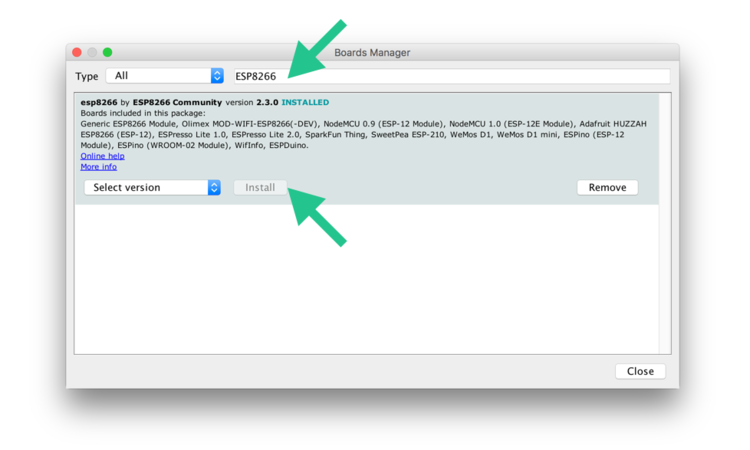 Boards Manager
Type All ESP8266
esp8266 by ESP8266 Community version 2.3.0 INSTALLED
Boards included in this package:
Generic ESP8266 Module, Olimex MOD-WIFI-ESP8266(-DEV), NodeMCU 0.9 (ESP-12 Module), NodeMCU 1.0 (ESP-12E Module), Adafruit HUZZAH
ESP8266 (ESP-12), ESPresso Lite 1.0, ESPresso Lite 2.0, SparkFun Thing, SweetPea ESP-210, WeMos D1, WeMos D1 mini, ESPino (ESP-12
Module), ESPino (WROOM-02 Module), WifInfo, ESPDuino.
Online help
More info
Select version Install Remove
Close